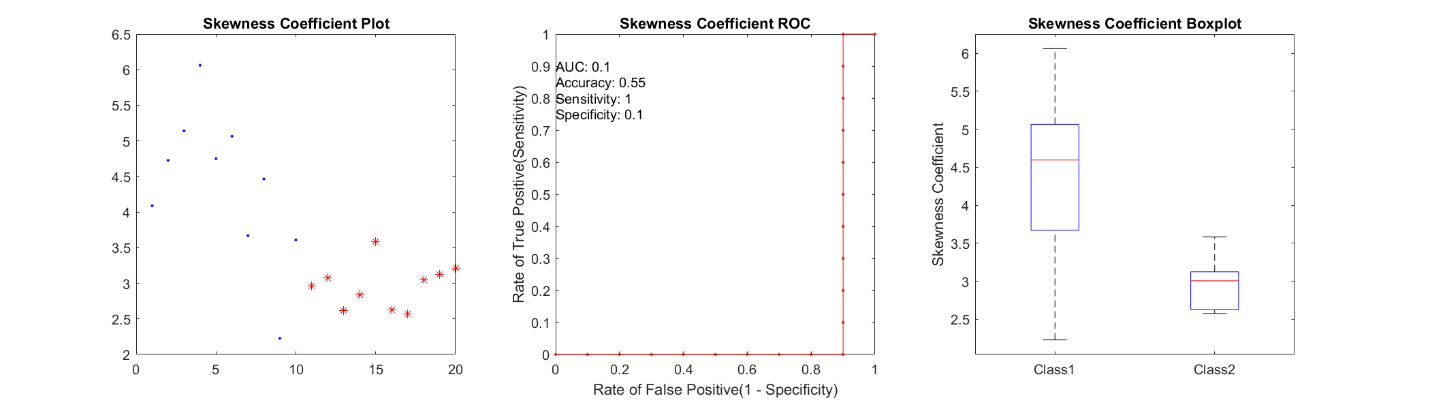 Skewness Coefficient Plot
6.5
6
5.5
5
4.5
4
3.5
3
2.5
2
0 5 10 15 20
Skewness Coefficient ROC
Rate of True Positive(Sensitivity)
1
0.9
0.8
0.7
0.6
0.5
0.4
0.3
0.2
0.1
0
AUC: 0.1
Accuracy: 0.55
Sensitivity: 1
Specificity: 0.1
0 0.2 0.4 0.6 0.8 1
Rate of False Positive(1 - Specificity)
Skewness Coefficient Boxplot
Skewness Coefficient
6
5.5
5
4.5
4
3.5
3
2.5
Class1 Class2